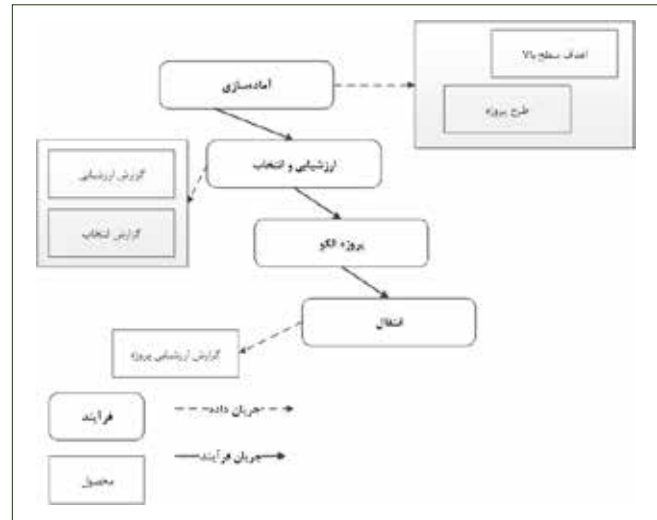 اهداف سطح بالا
آماده‌سازی
طرح پروژه
ارزشیابی و انتخاب
گزارش ارزشیابی
گزارش انتخاب
پروژه الگو
انتقال
گزارش ارزشیابی پروژه
جریان داده
فرآیند
جریان فرآیند
محصول